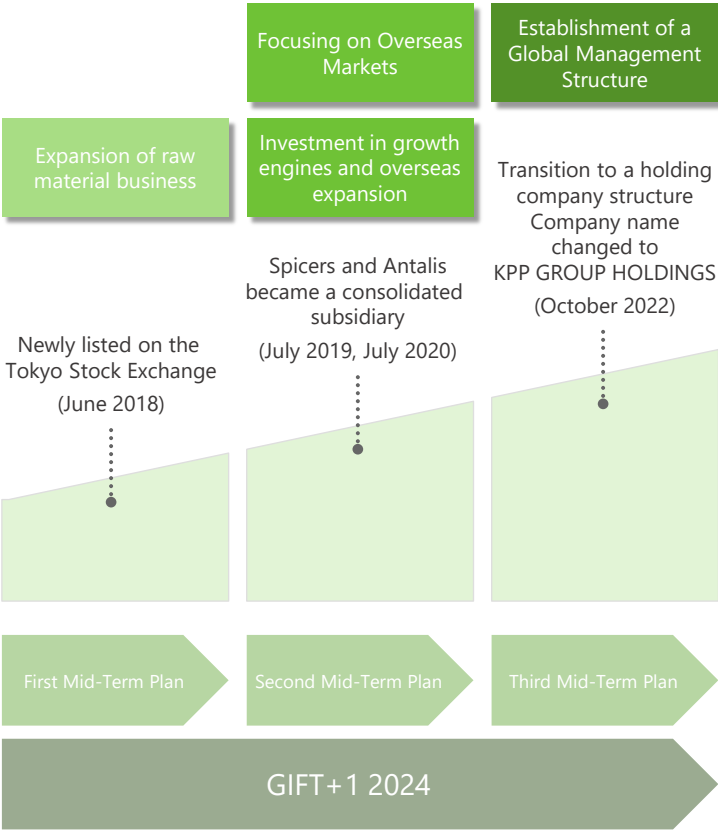 Expansion of raw
material business
Newly listed on the
Tokyo Stock Exchange
(June 2018)
Focusing on Overseas
Markets
Investment in growth
engines and overseas
expansion
Spicers and Antalis
became a consolidated
subsidiary
(July 2019, July 2020)
Establishment of a
Global Management
Structure
Transition to a holding
company structure
Company name
changed to
KPP GROUP HOLDINGS
(October 2022)
First Mid-Term Plan
Second Mid-Term Plan
Third Mid-Term Plan
GIFT+1 2024